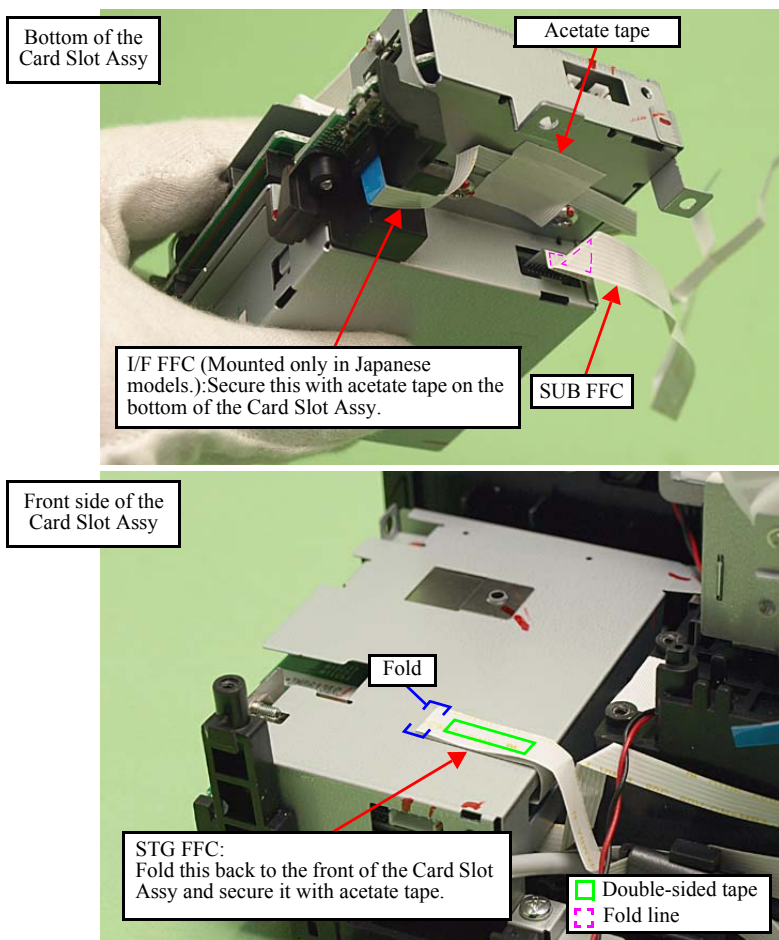 Bottom of the
Card Slot Assy
Acetate tape
I/F FFC (Mounted only in Japanese
models.):Secure this with acetate tape on the
bottom of the Card Slot Assy.
SUB FFC
Front side of the
Card Slot Assy
Fold
STG FFC:
Fold this back to the front of the Card Slot
Assy and secure it with acetate tape.
Double-sided tape
Fold line